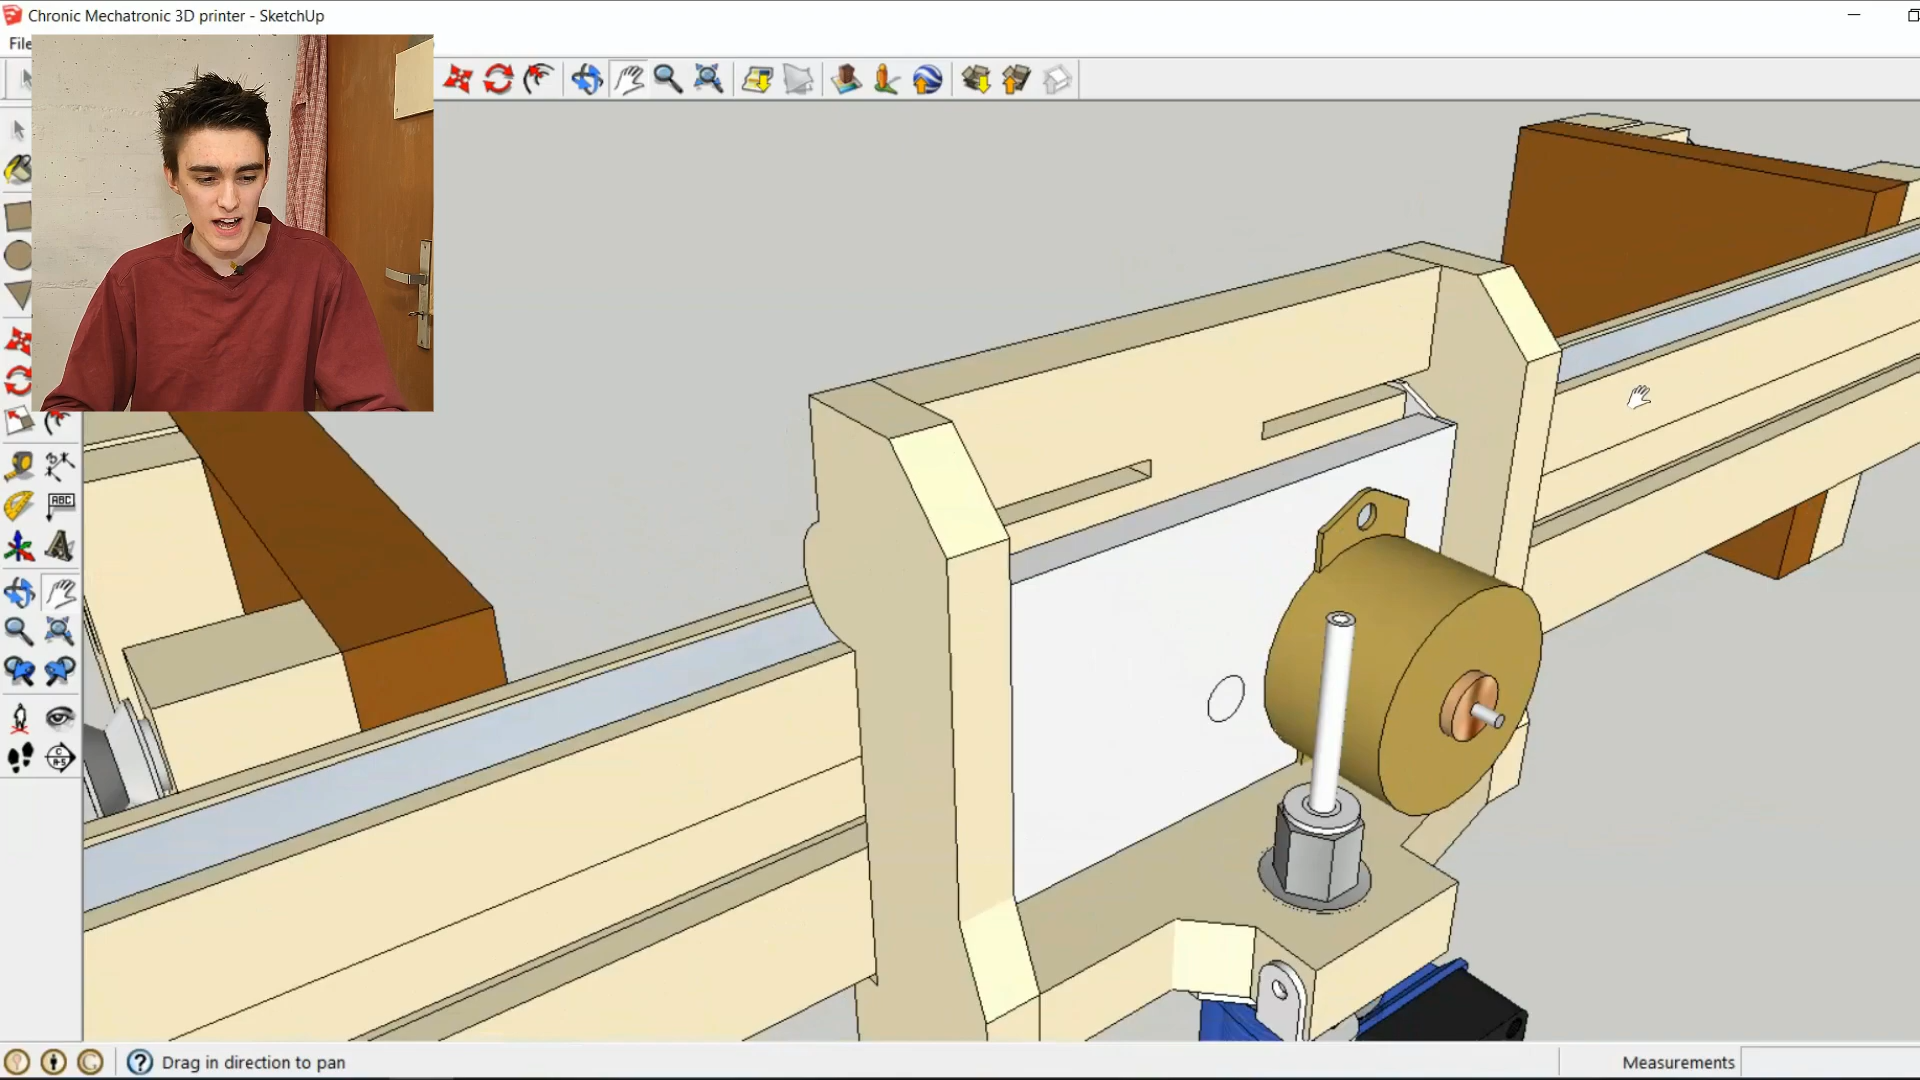 Chronic Mechatronic 3D printer - SketchUp
File
ABC
Drag in direction to pan
Measurements